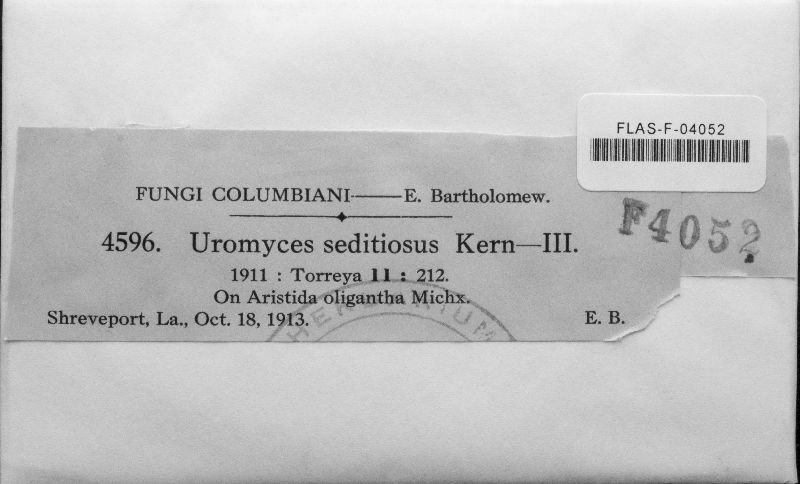 FLAS-F-04052
FUNGI COLUMBIANI——E. Bartholomew.
F4052
4596. Uromyces seditiosus Kern—III.
1911 : Torreya 11 : 212.
On Aristida oligantha Michx.
Shreveport, La., Oct. 18, 1913. E. B.
HERBARIUM